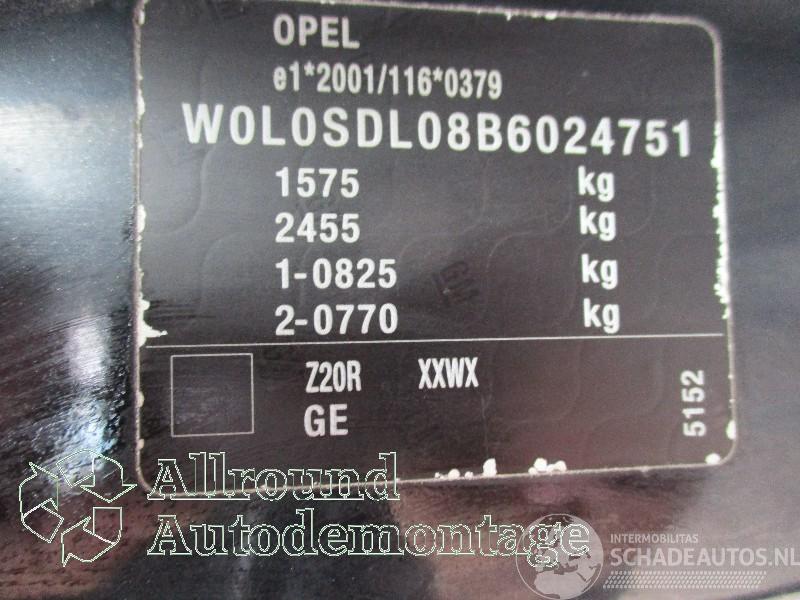 OPEL
e1*2001/116*0379
W0L0SDL08B6024751
1575 kg
2455 kg
1-0825 kg
2-0770 kg
Z20R XXWX
GE
5152
GM
Allround
Autodemontage
INTERMOBILITAS
SCHADEAUTOS.NL